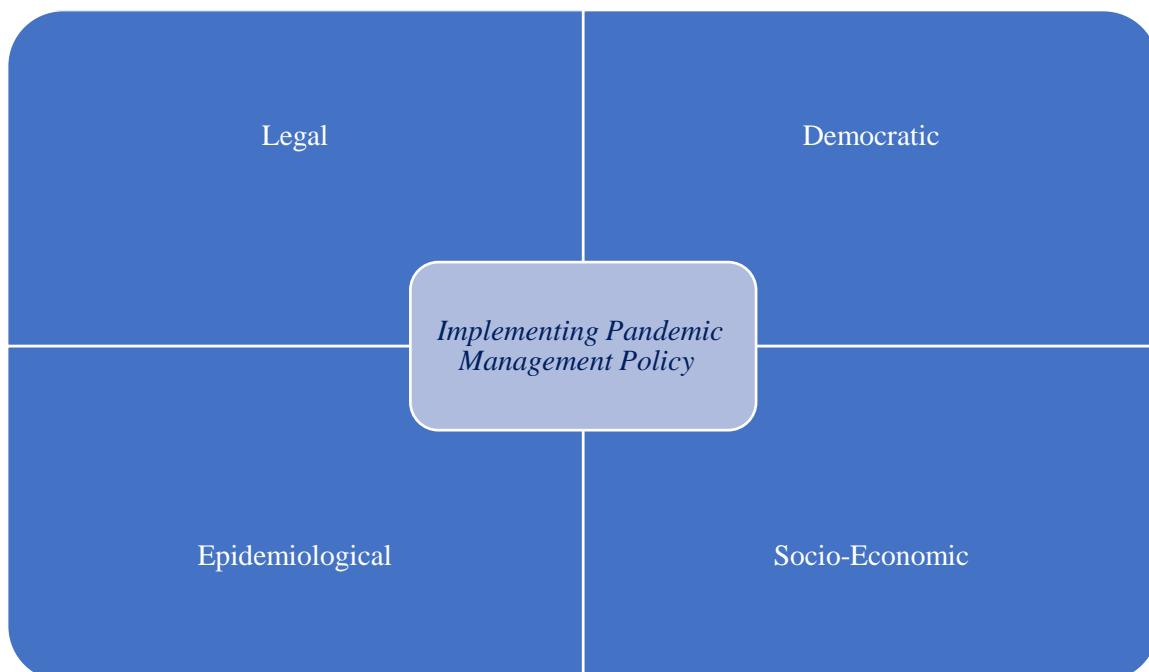 Legal
Democratic
Implementing Pandemic
Management Policy
Epidemiological
Socio-Economic